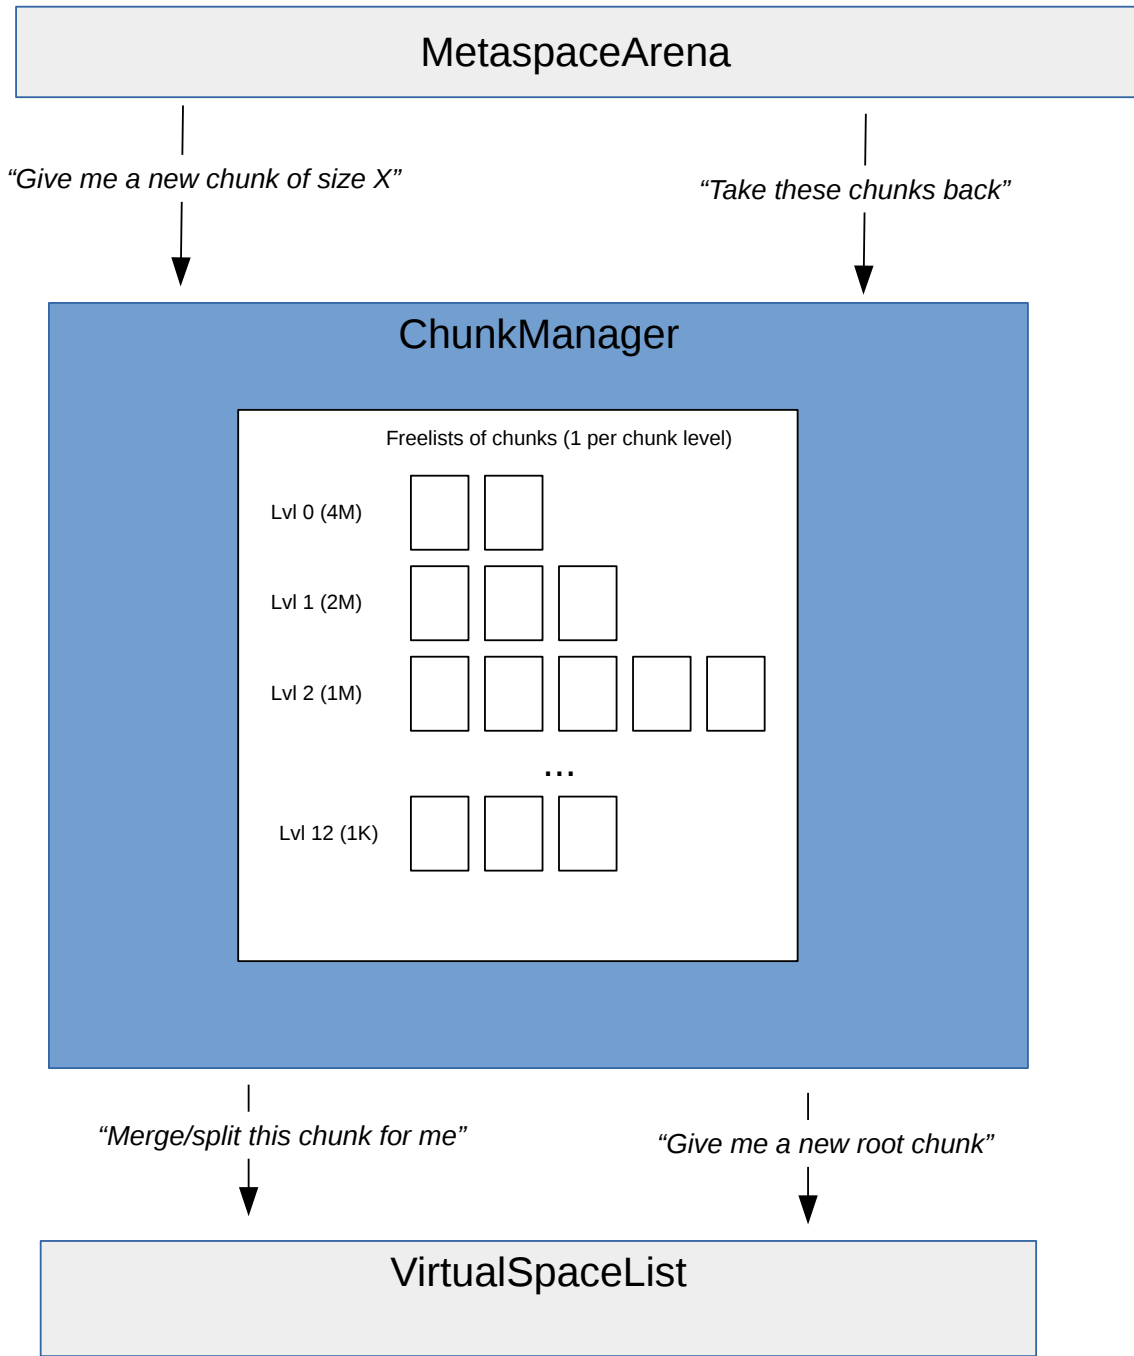 MetaspaceArena
“Give me a new chunk of size X”
“Take these chunks back”
ChunkManager
Freelists of chunks (1 per chunk level)
Lvl 0 (4M)
Lvl 1 (2M)
Lvl 2 (1M)
...
Lvl 12 (1K)
“Merge/split this chunk for me”
“Give me a new root chunk”
VirtualSpaceList